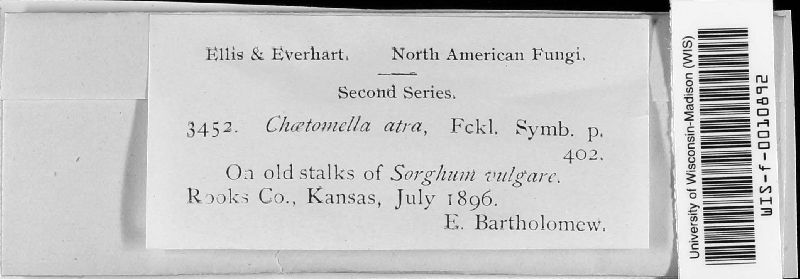 Ellis & Everhart. North American Fungi.
Second Series.
3452. Chætomella atra, Fckl. Symb. p.
402.
On old stalks of Sorghum vulgare.
Rooks Co., Kansas, July 1896.
E. Bartholomew.
University of Wisconsin-Madison (WIS)
WIS-f-0010892